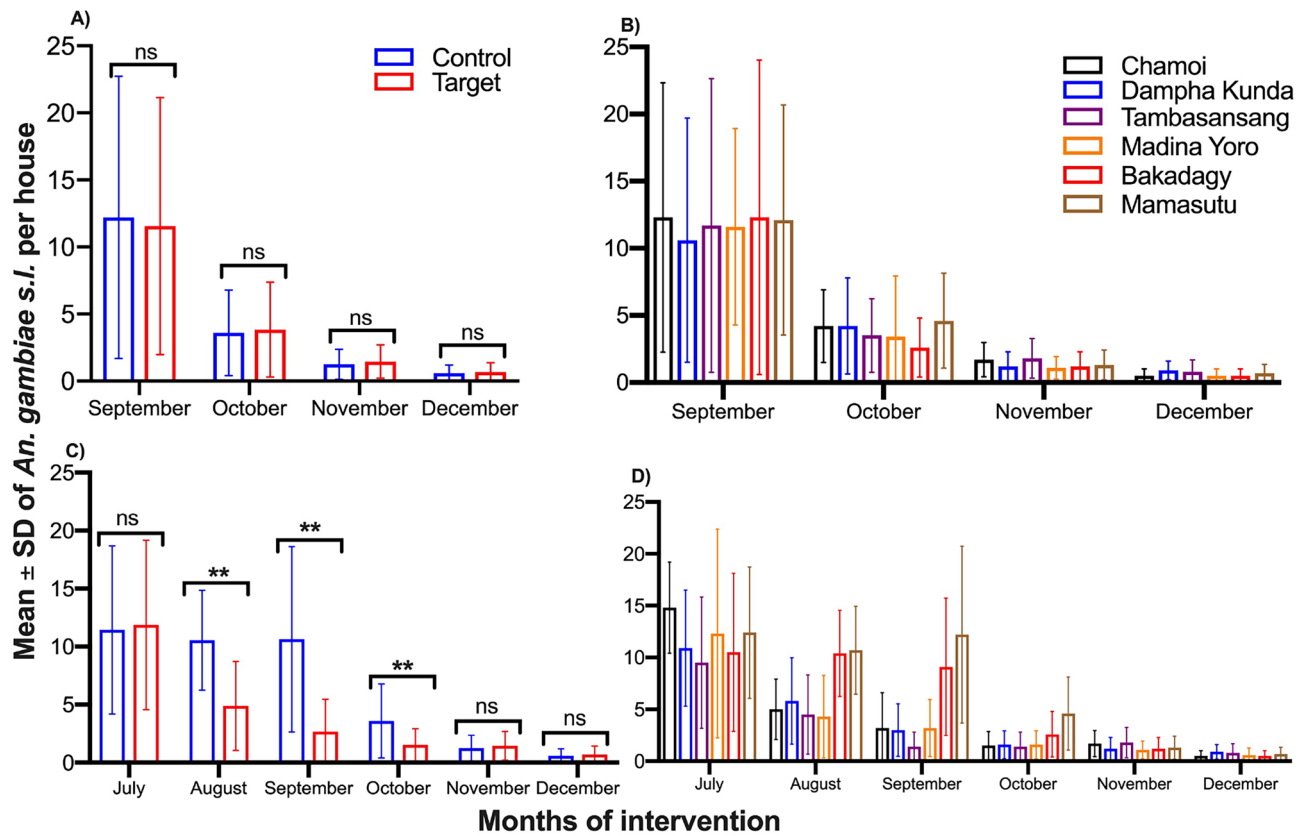 A)
25
20
15
10
5
0
ns
ns
ns
ns
Control
Target
September October November December
B)
25
20
15
10
5
0
Chamoi
Dampha Kunda
Tambasansang
Madina Yoro
Bakadagy
Mamasutu
September October November December
Mean ± SD of An. gambiae s.l. per house
C)
25
20
15
10
5
0
ns
**
**
**
ns
ns
July August September October November December
D)
25
20
15
10
5
0
July August September October November December
Months of intervention